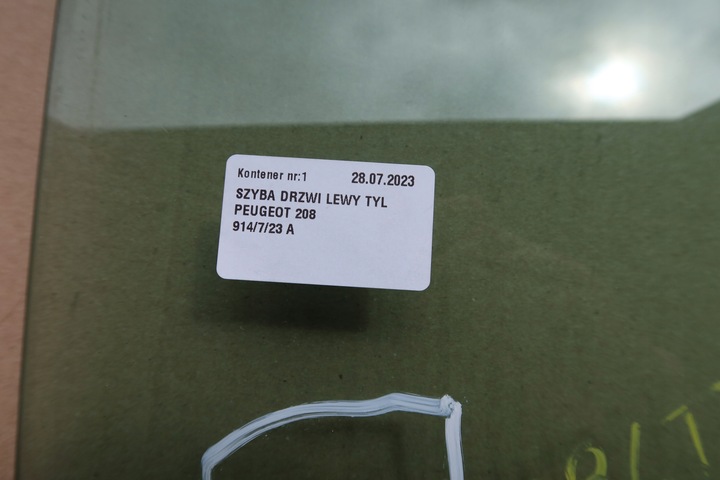 Kontener nr:1 28.07.2023
SZYBA DRZWI LEWY TYL
PEUGEOT 208
914/7/23 A